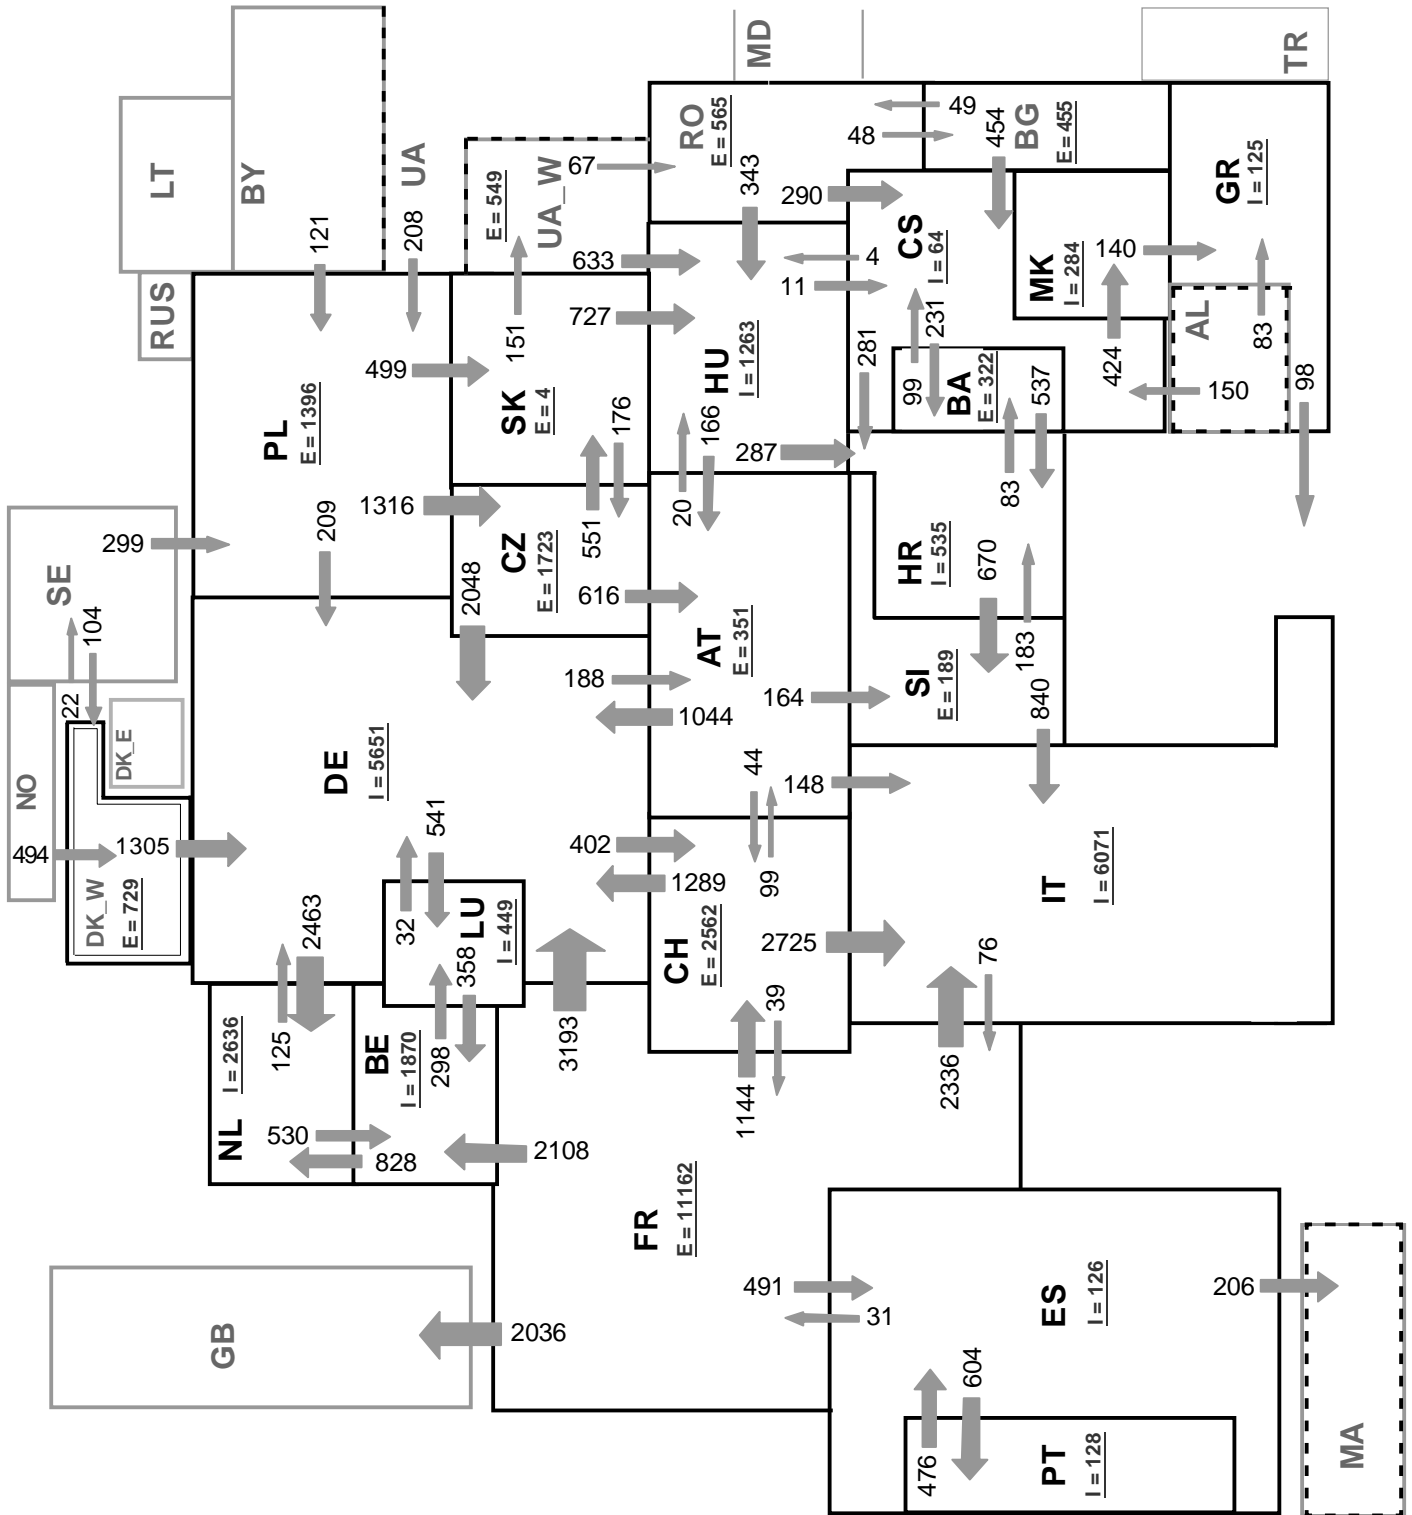 MD
TR
LT
BY
UA
RUS
121
208
UA_W
E = 549
67
RO
E = 565
343
48
49
454
BG
E = 455
290
GR
I = 125
CS
I = 64
MK
I = 284
140
633
4
11
727
151
499
PL
E = 1396
SK
E = 4
176
551
HU
I = 1263
20
166
281
287
99
231
BA
E = 322
83
537
424
AL
83
150
98
SE
299
209
1316
CZ
E = 1723
2048
616
HR
I = 535
670
183
104
22
NO
494
DK_E
DK_W
E = 729
1305
DE
I = 5651
188
1044
AT
E = 351
164
SI
E = 189
840
44
99
148
32
541
402
1289
LU
I = 449
CH
E = 2562
2725
IT
I = 6071
76
2336
125
2463
NL
I = 2636
BE
I = 1870
298
358
3193
1144
39
530
828
2108
FR
E = 11162
GB
2036
491
31
ES
I = 126
206
MA
476
604
PT
I = 128